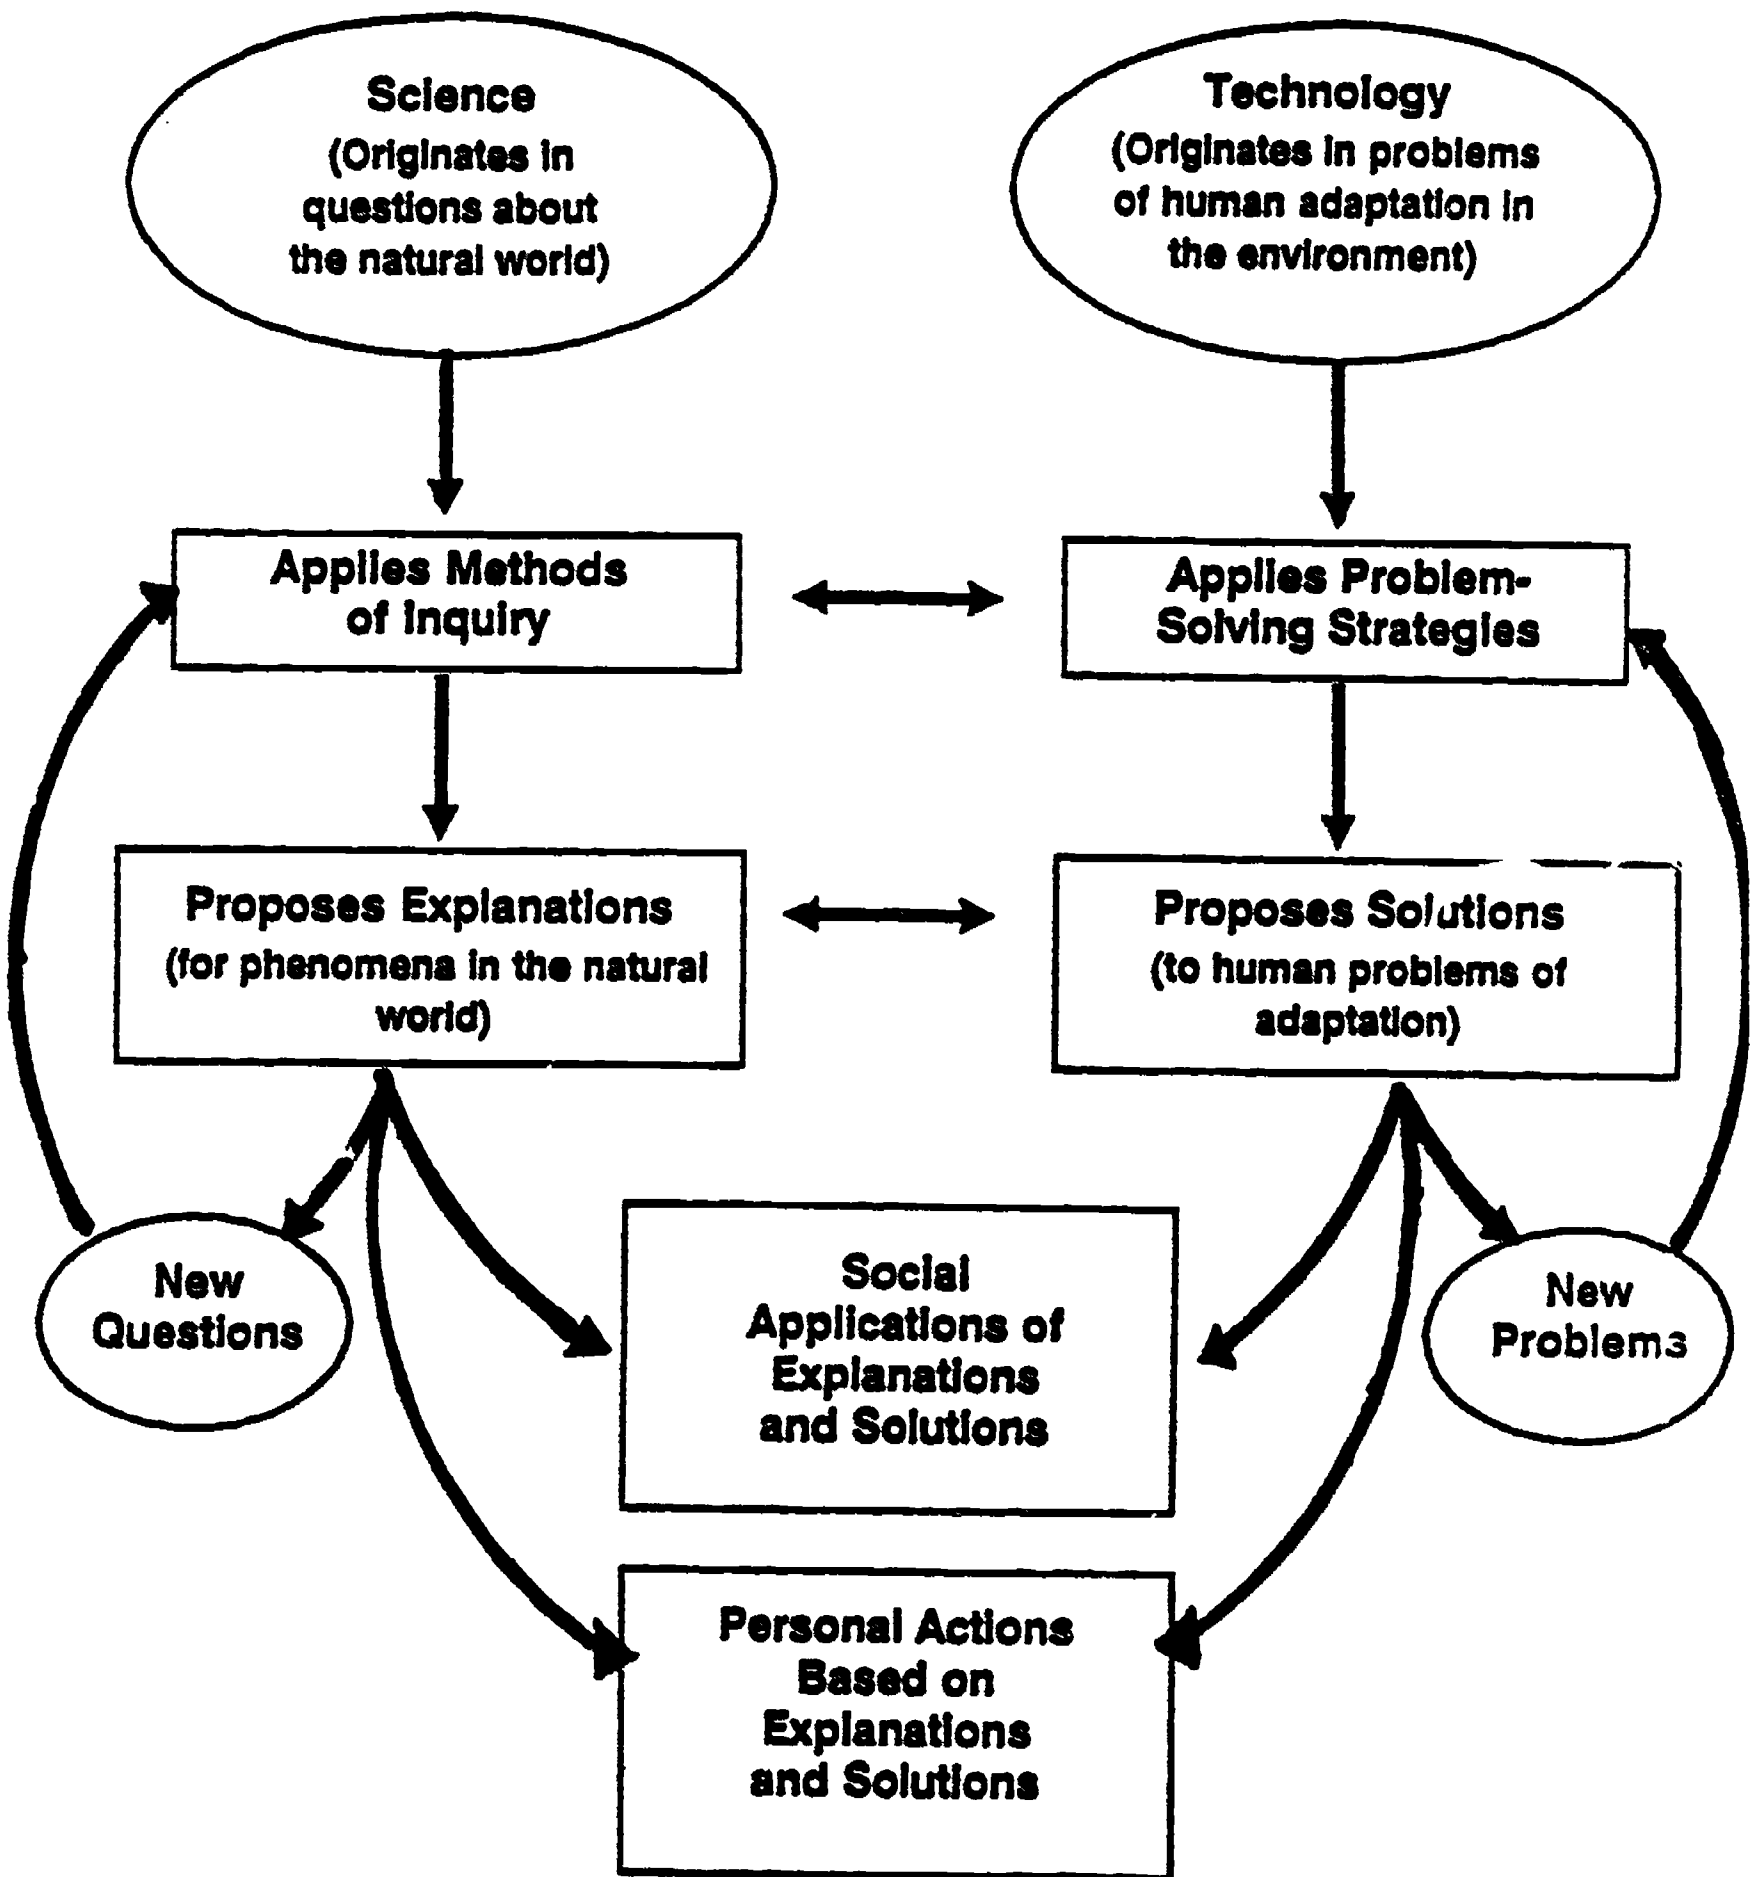 Science
(Originates in
questions about
the natural world)
Technology
(Originates in problems
of human adaptation in
the environment)
Applies Methods
of Inquiry
Applies Problem-
Solving Strategies
Proposes Explanations
(for phenomena in the natural
world)
Proposes Solutions
(to human problems of
adaptation)
New
Questions
Social
Applications of
Explanations
and Solutions
New
Problems
Personal Actions
Based on
Explanations
and Solutions